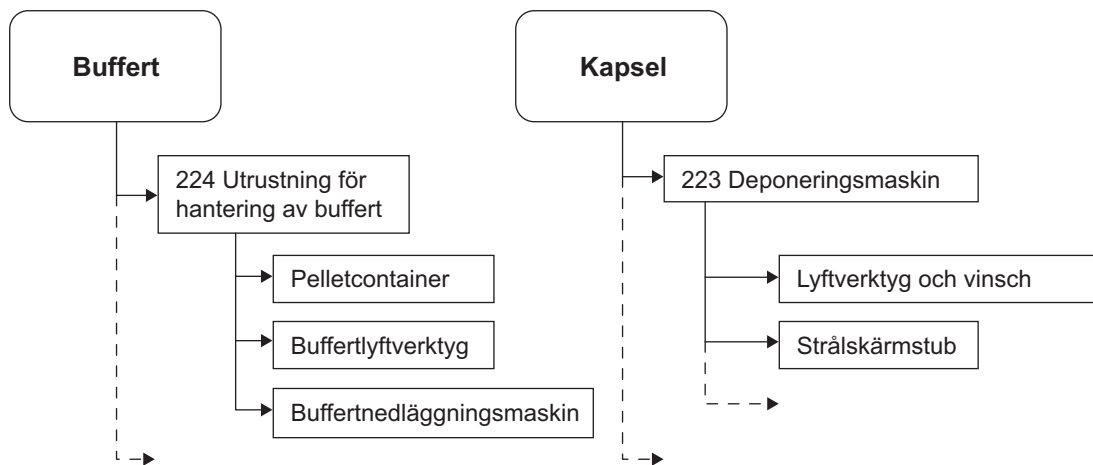 Buffert
224 Utrustning för
hantering av buffert
Pelletcontainer
Buffertlyftverktyg
Buffertnedläggningsmaskin
Kapsel
223 Deponeringsmaskin
Lyftverktyg och vinsch
Strålskärmstub